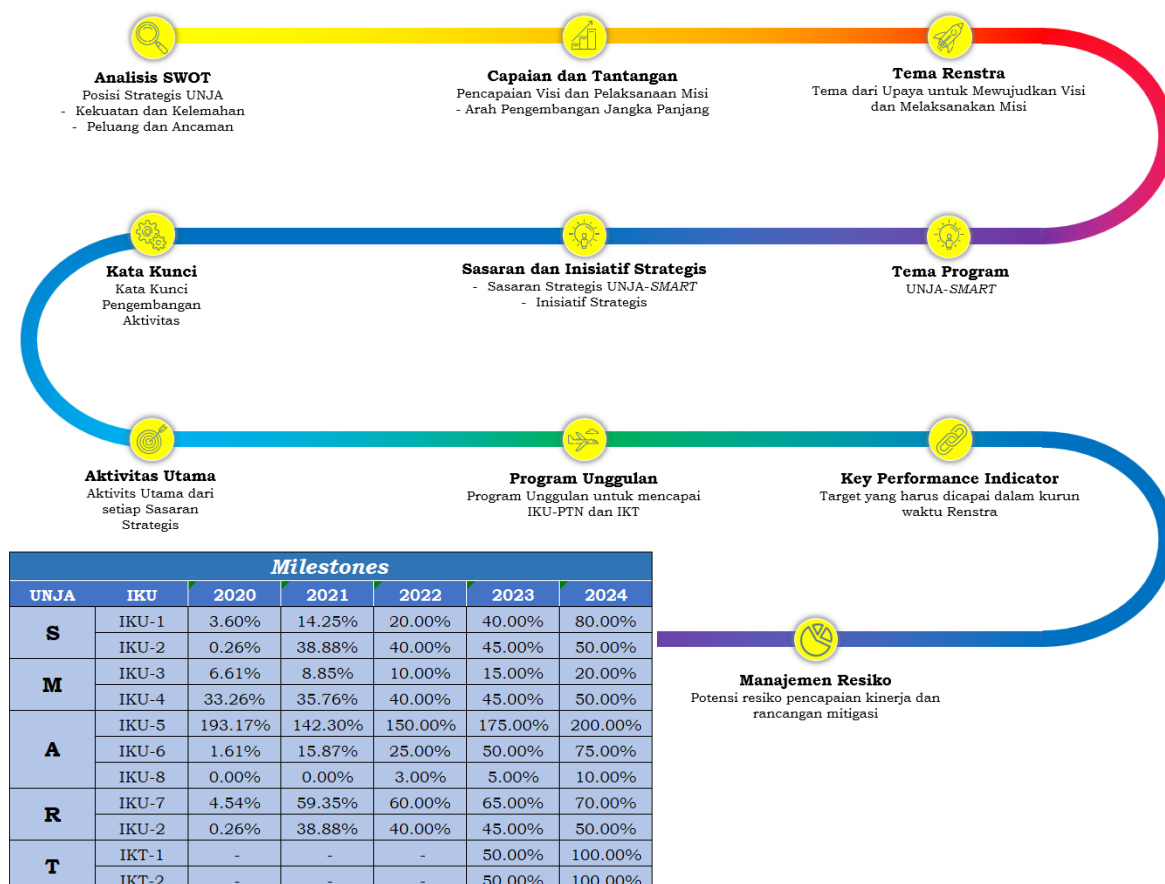 Analisis SWOT
Posisi Strategis UNJA
- Kekuatan dan Kelemahan
- Peluang dan Ancaman
Capaian dan Tantangan
Pencapaian Visi dan Pelaksanaan Misi
- Arah Pengembangan Jangka Panjang
Tema Renstra
Tema dari Upaya untuk Mewujudkan Visi
dan Melaksanakan Misi
Kata Kunci
Kata Kunci
Pengembangan
Aktivitas
Sasaran dan Inisiatif Strategis
- Sasaran Strategis UNJA-SMART
- Inisiatif Strategis
Tema Program
UNJA-SMART
Aktivitas Utama
Aktivits Utama dari
setiap Sasaran
Strategis
Program Unggulan
Program Unggulan untuk mencapai
IKU-PTN dan IKT
Key Performance Indicator
Target yang harus dicapai dalam kurun
waktu Renstra
Milestones
UNJA IKU 2020 2021 2022 2023 2024
S IKU-1 3.60% 14.25% 20.00% 40.00% 80.00%
IKU-2 0.26% 38.88% 40.00% 45.00% 50.00%
M IKU-3 6.61% 8.85% 10.00% 15.00% 20.00%
IKU-4 33.26% 35.76% 40.00% 45.00% 50.00%
A IKU-5 193.17% 142.30% 150.00% 175.00% 200.00%
IKU-6 1.61% 15.87% 25.00% 50.00% 75.00%
IKU-8 0.00% 0.00% 3.00% 5.00% 10.00%
R IKU-7 4.54% 59.35% 60.00% 65.00% 70.00%
IKU-2 0.26% 38.88% 40.00% 45.00% 50.00%
T IKT-1 - - - 50.00% 100.00%
IKT-2 - - - 50.00% 100.00%
Manajemen Resiko
Potensi resiko pencapaian kinerja dan
rancangan mitigasi